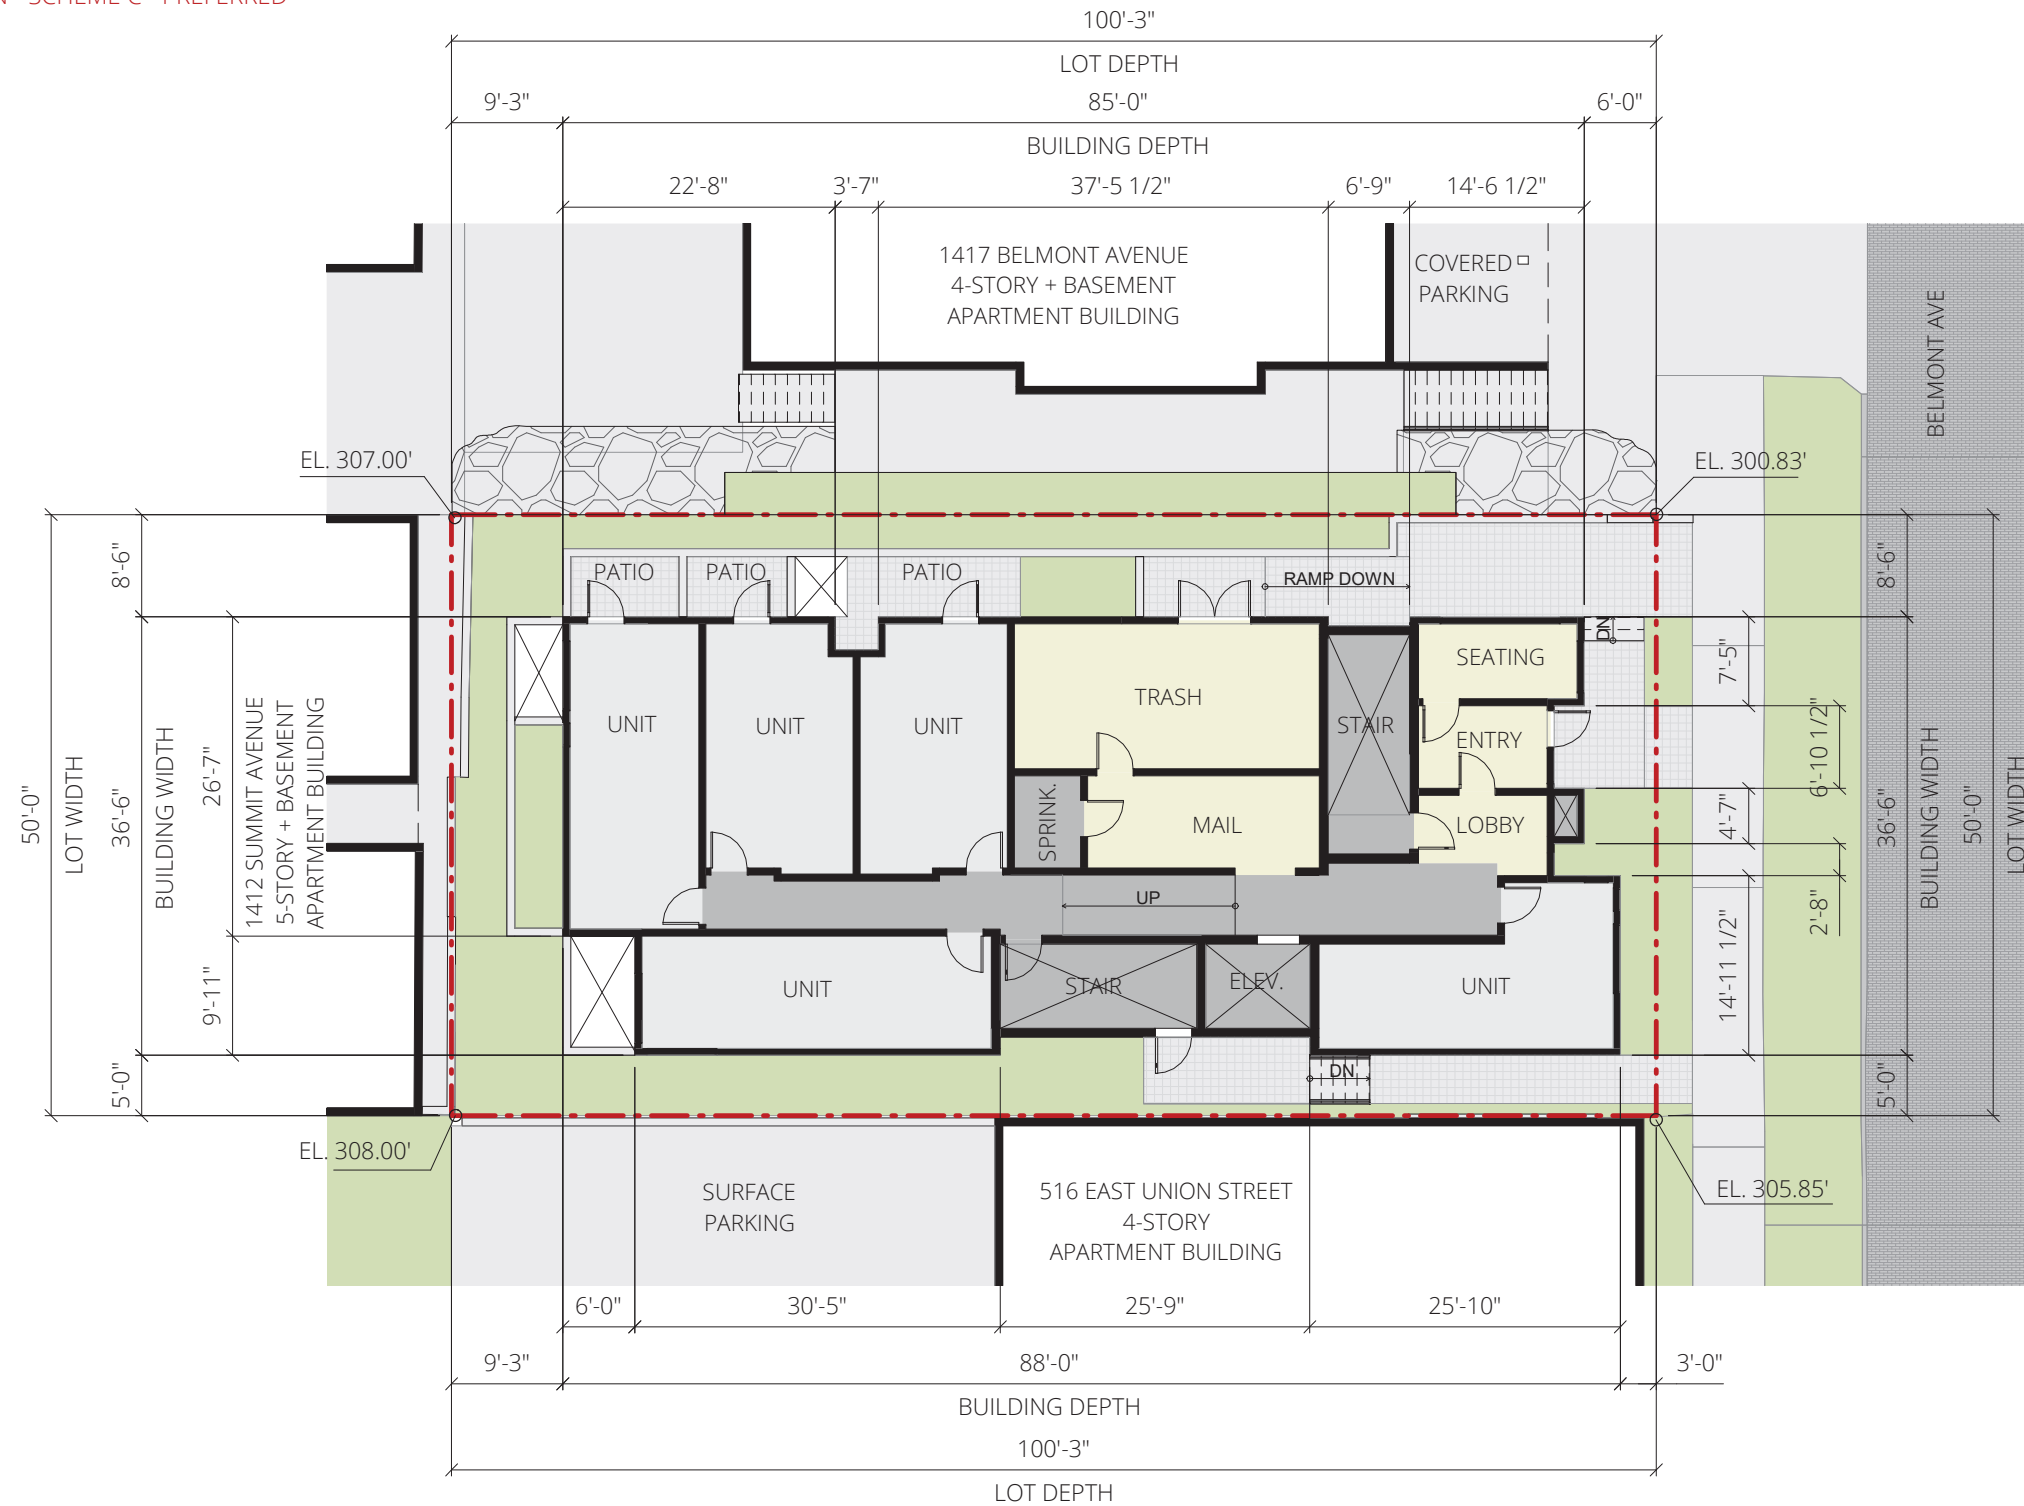 SCHEME C - PREFERRED
100'-3"
LOT DEPTH
9'-3"
85'-0"
6'-0"
BUILDING DEPTH
22'-8"
3'-7"
37'-5 1/2"
6'-9"
14'-6 1/2"
1417 BELMONT AVENUE
4-STORY + BASEMENT
APARTMENT BUILDING
COVERED
PARKING
BELMONT AVE
EL. 307.00'
EL. 300.83'
8'-6"
PATIO
PATIO
PATIO
RAMP DOWN
8'-6"
DN
SEATING
7'-5"
TRASH
UNIT
UNIT
UNIT
STAIR
ENTRY
6'-10 1/2"
50'-0"
LOT WIDTH
36'-6"
BUILDING WIDTH
26'-7"
1412 SUMMIT AVENUE
5-STORY + BASEMENT
APARTMENT BUILDING
SPRINK.
MAIL
LOBBY
4'-7"
36'-6"
BUILDING WIDTH
50'-0"
LOT WIDTH
UP
2'-8"
9'-11"
UNIT
STAIR
ELEV.
UNIT
14'-11 1/2"
5'-0"
DN
5'-0"
EL. 308.00'
EL. 305.85'
SURFACE
PARKING
516 EAST UNION STREET
4-STORY
APARTMENT BUILDING
6'-0"
30'-5"
25'-9"
25'-10"
9'-3"
88'-0"
3'-0"
BUILDING DEPTH
100'-3"
LOT DEPTH